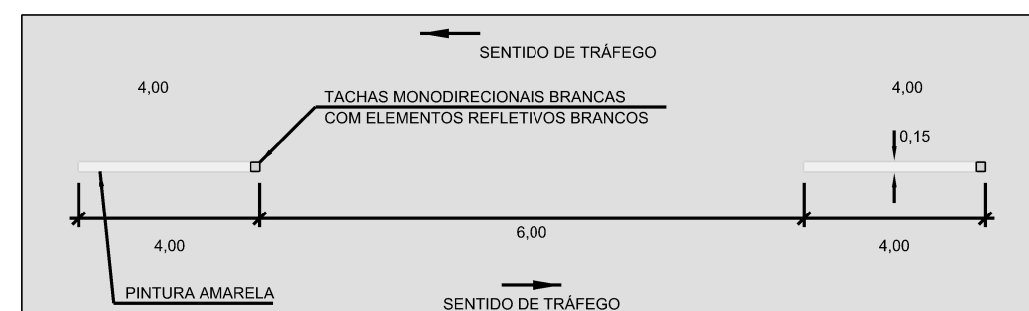 SENTIDO DE TRÁFEGO
4,00
4,00
TACHAS MONODIRECIONAIS BRANCAS
COM ELEMENTOS REFLETIVOS BRANCOS
0,15
4,00
6,00
4,00
PINTURA AMARELA
SENTIDO DE TRÁFEGO